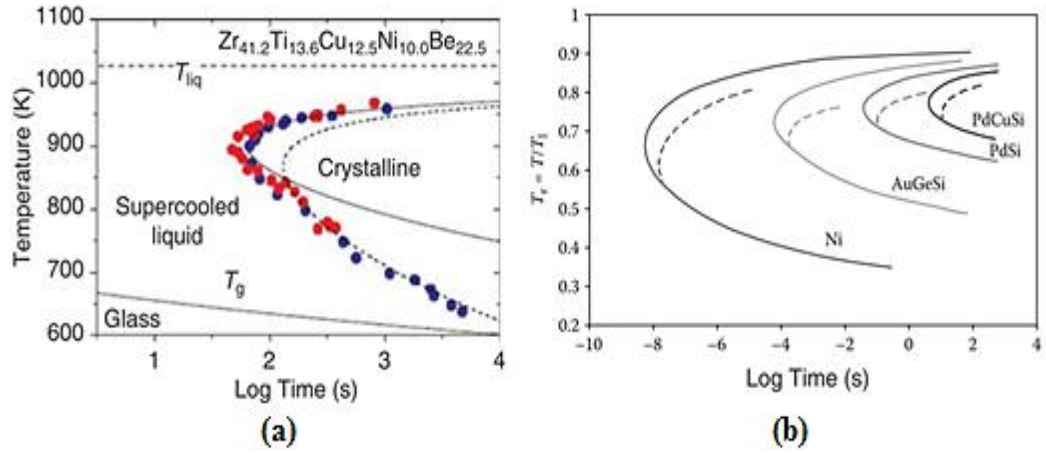 1100
1000
900
800
700
600
Temperature (K)
Zr41.2Ti13.6Cu12.5Ni10.0Be22.5
Tliq
Crystalline
Supercooled
liquid
Tg
Glass
1
2
3
4
Log Time (s)
(a)
1
0.9
0.8
0.7
0.6
0.5
0.4
0.3
0.2
Tr = T/T1
PdCuSi
PdSi
AuGeSi
Ni
−10
−8
−6
−4
−2
0
2
4
Log Time (s)
(b)